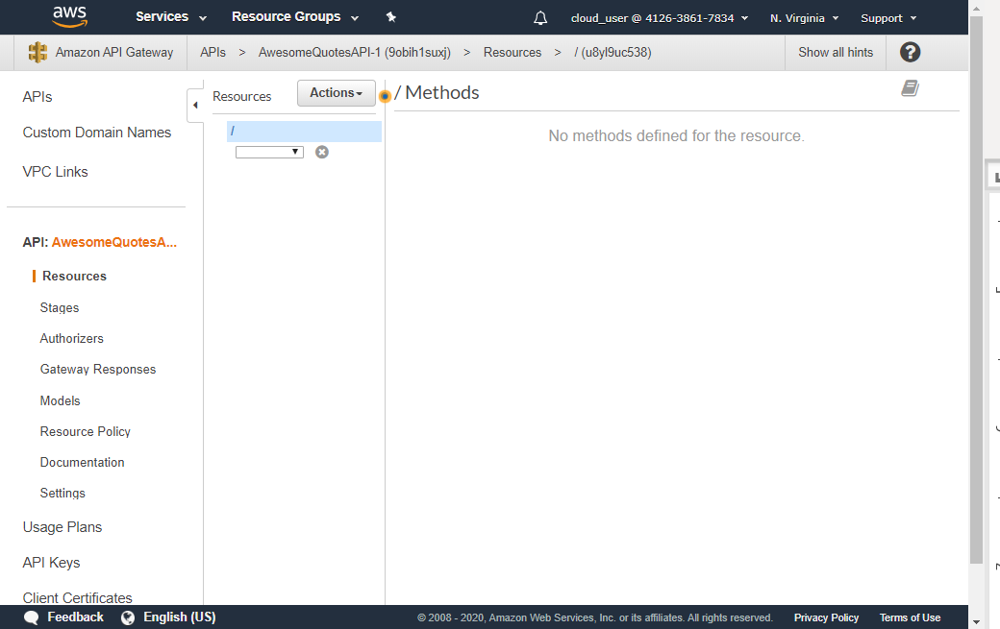 aws Services Resource Groups cloud_user @ 4126-3861-7834 N. Virginia Support
Amazon API Gateway APIs > AwesomeQuotesAPI-1 (9obih1suxj) > Resources > / (u8yl9uc538) Show all hints ?
APIs
Custom Domain Names
VPC Links
API: AwesomeQuotesA...
Resources
Stages
Authorizers
Gateway Responses
Models
Resource Policy
Documentation
Settings
Usage Plans
API Keys
Client Certificates
Resources Actions
/
/ Methods
No methods defined for the resource.
Feedback English (US) © 2008 - 2020, Amazon Web Services, Inc. or its affiliates. All rights reserved. Privacy Policy Terms of Use